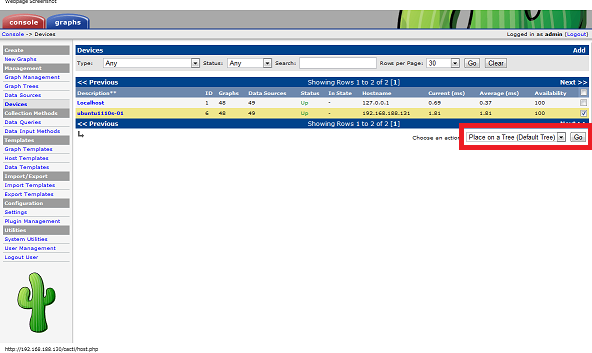 Webpage Screenshot
console graphs
Console -> Devices Logged in as admin (Logout)
Create
New Graphs
Management
Graph Management
Graph Trees
Data Sources
Devices
Collection Methods
Data Queries
Data Input Methods
Templates
Graph Templates
Host Templates
Data Templates
Import/Export
Import Templates
Export Templates
Configuration
Settings
Plugin Management
Utilities
System Utilities
User Management
Logout User
Devices Add
Type: Any Status: Any Search: Rows per Page: 30 Go Clear
<< Previous Showing Rows 1 to 2 of 2 [1] Next >>
Description** ID Graphs Data Sources Status In State Hostname Current (ms) Average (ms) Availability
Localhost 1 48 49 Up - 127.0.0.1 0.69 0.37 100
ubuntu1110x-01 6 48 49 Up - 192.168.188.131 1.81 1.81 100
<< Previous Showing Rows 1 to 2 of 2 [1] Next >>
Choose an action: Place on a Tree (Default Tree) Go
http://192.168.188.130/cacti/host.php